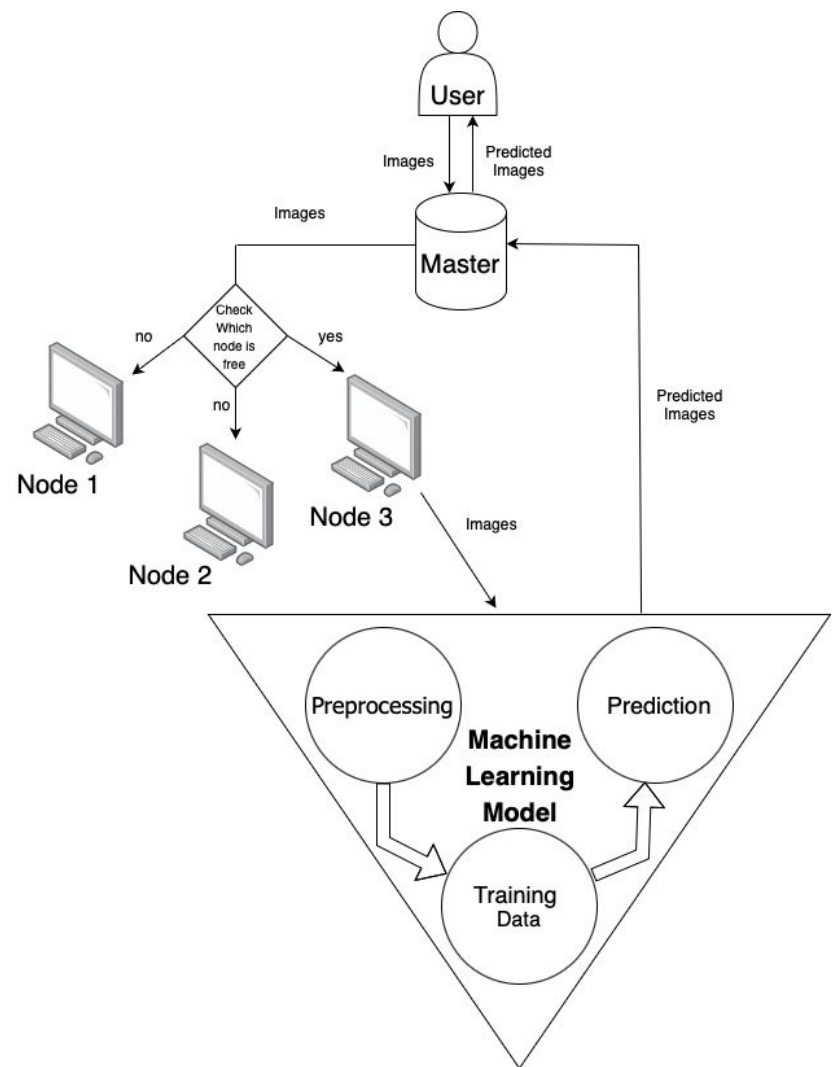 User
Images
Predicted
Images
Images
Master
Check
Which
node is
free
no
yes
no
Predicted
Images
Node 1
Node 3
Node 2
Images
Preprocessing
Prediction
Machine
Learning
Model
Training
Data